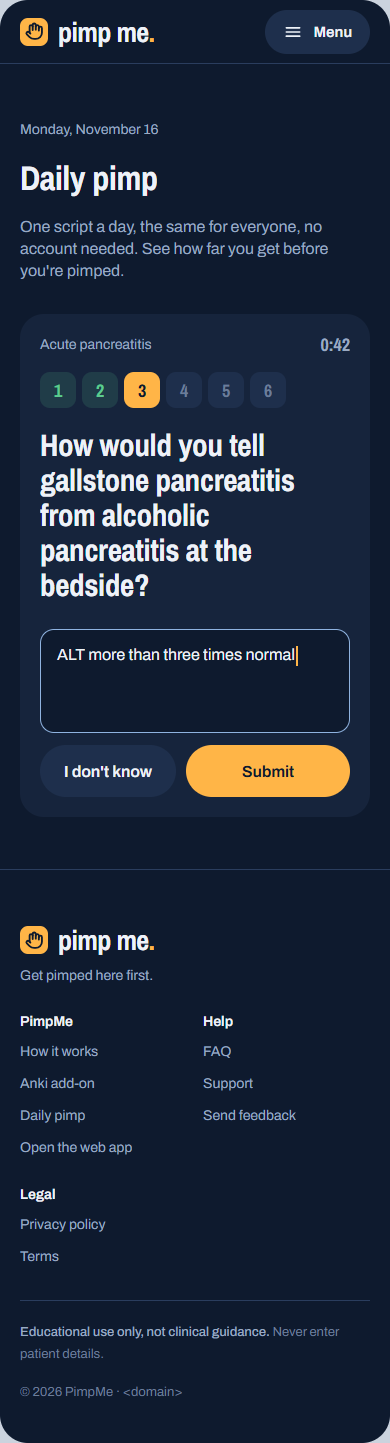 pimp me.
Menu
Monday, November 16
Daily pimp
One script a day, the same for everyone, no
account needed. See how far you get before
you're pimped.
Acute pancreatitis
0:42
1 2 3 4 5 6
How would you tell
gallstone pancreatitis
from alcoholic
pancreatitis at the
bedside?
ALT more than three times normal
I don't know
Submit
pimp me.
Get pimped here first.
PimpMe
How it works
Anki add-on
Daily pimp
Open the web app
Help
FAQ
Support
Send feedback
Legal
Privacy policy
Terms
Educational use only, not clinical guidance. Never enter
patient details.
© 2026 PimpMe · <domain>